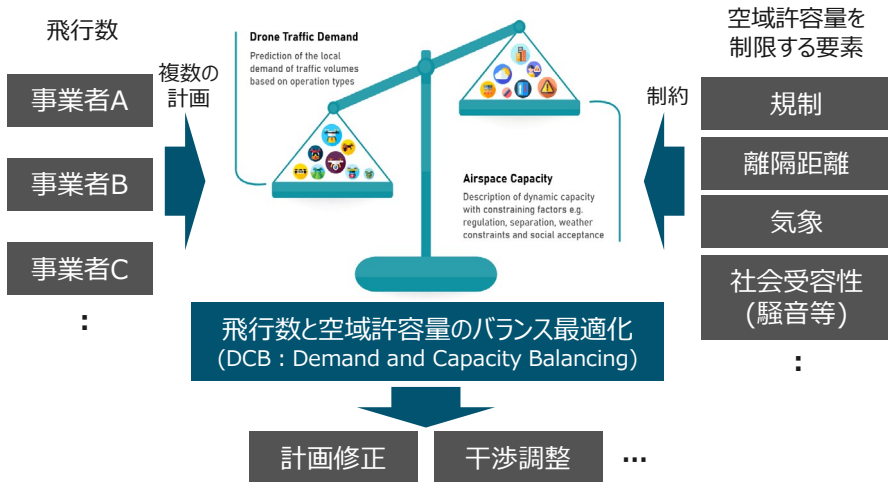 飛行数
事業者A
事業者B
事業者C
:
複数の
計画
Drone Traffic Demand
Prediction of the local
demand of traffic volumes
based on operation types
Airspace Capacity
Description of dynamic capacity
with constraining factors e.g.
regulation, separation, weather
constraints and social acceptance
制約
空域許容量を
制限する要素
規制
離隔距離
気象
社会受容性
(騒音等)
:
飛行数と空域許容量のバランス最適化
(DCB：Demand and Capacity Balancing)
計画修正
干渉調整
…